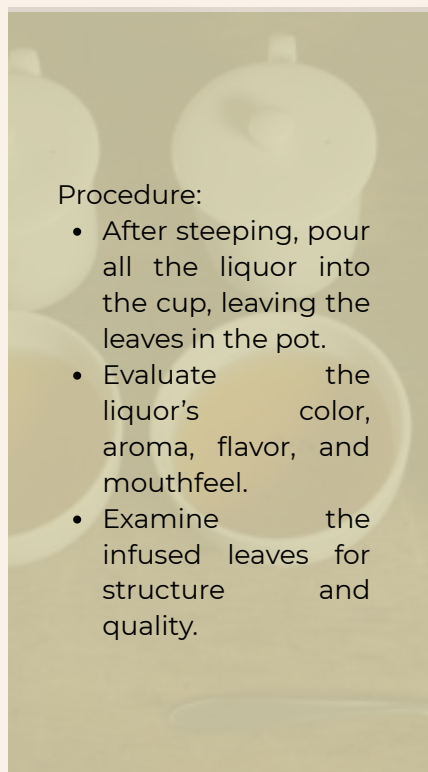 Procedure:
• After steeping, pour
all the liquor into
the cup, leaving the
leaves in the pot.
• Evaluate the
liquor’s color,
aroma, flavor, and
mouthfeel.
• Examine the
infused leaves for
structure and
quality.